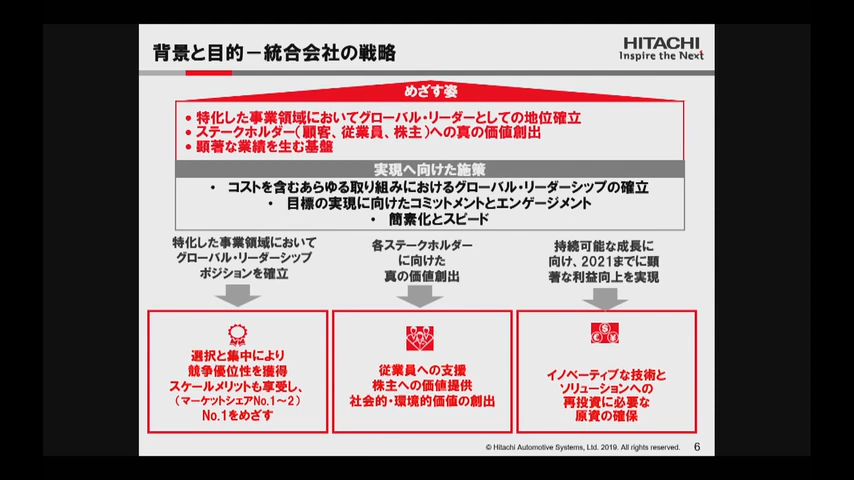 背景と目的－統合会社の戦略
HITACHI
Inspire the Next
めざす姿
• 特化した事業領域においてグローバル・リーダーとしての地位確立
• ステークホルダー（顧客、従業員、株主）への真の価値創出
• 顕著な業績を生む基盤
実現へ向けた施策
• コストを含むあらゆる取り組みにおけるグローバル・リーダーシップの確立
• 目標の実現に向けたコミットメントとエンゲージメント
• 簡素化とスピード
特化した事業領域において
グローバル・リーダーシップ
ポジションを確立
各ステークホルダー
に向けた
真の価値創出
持続可能な成長に
向け、2021までに顕
著な利益向上を実現
選択と集中により
競争優位性を獲得
スケールメリットも享受し、
（マーケットシェアNo.1～2）
No.1をめざす
従業員への支援
株主への価値提供
社会的・環境的価値の創出
イノベーティブな技術と
ソリューションへの
再投資に必要な
原資の確保
© Hitachi Automotive Systems, Ltd. 2019. All rights reserved.
6